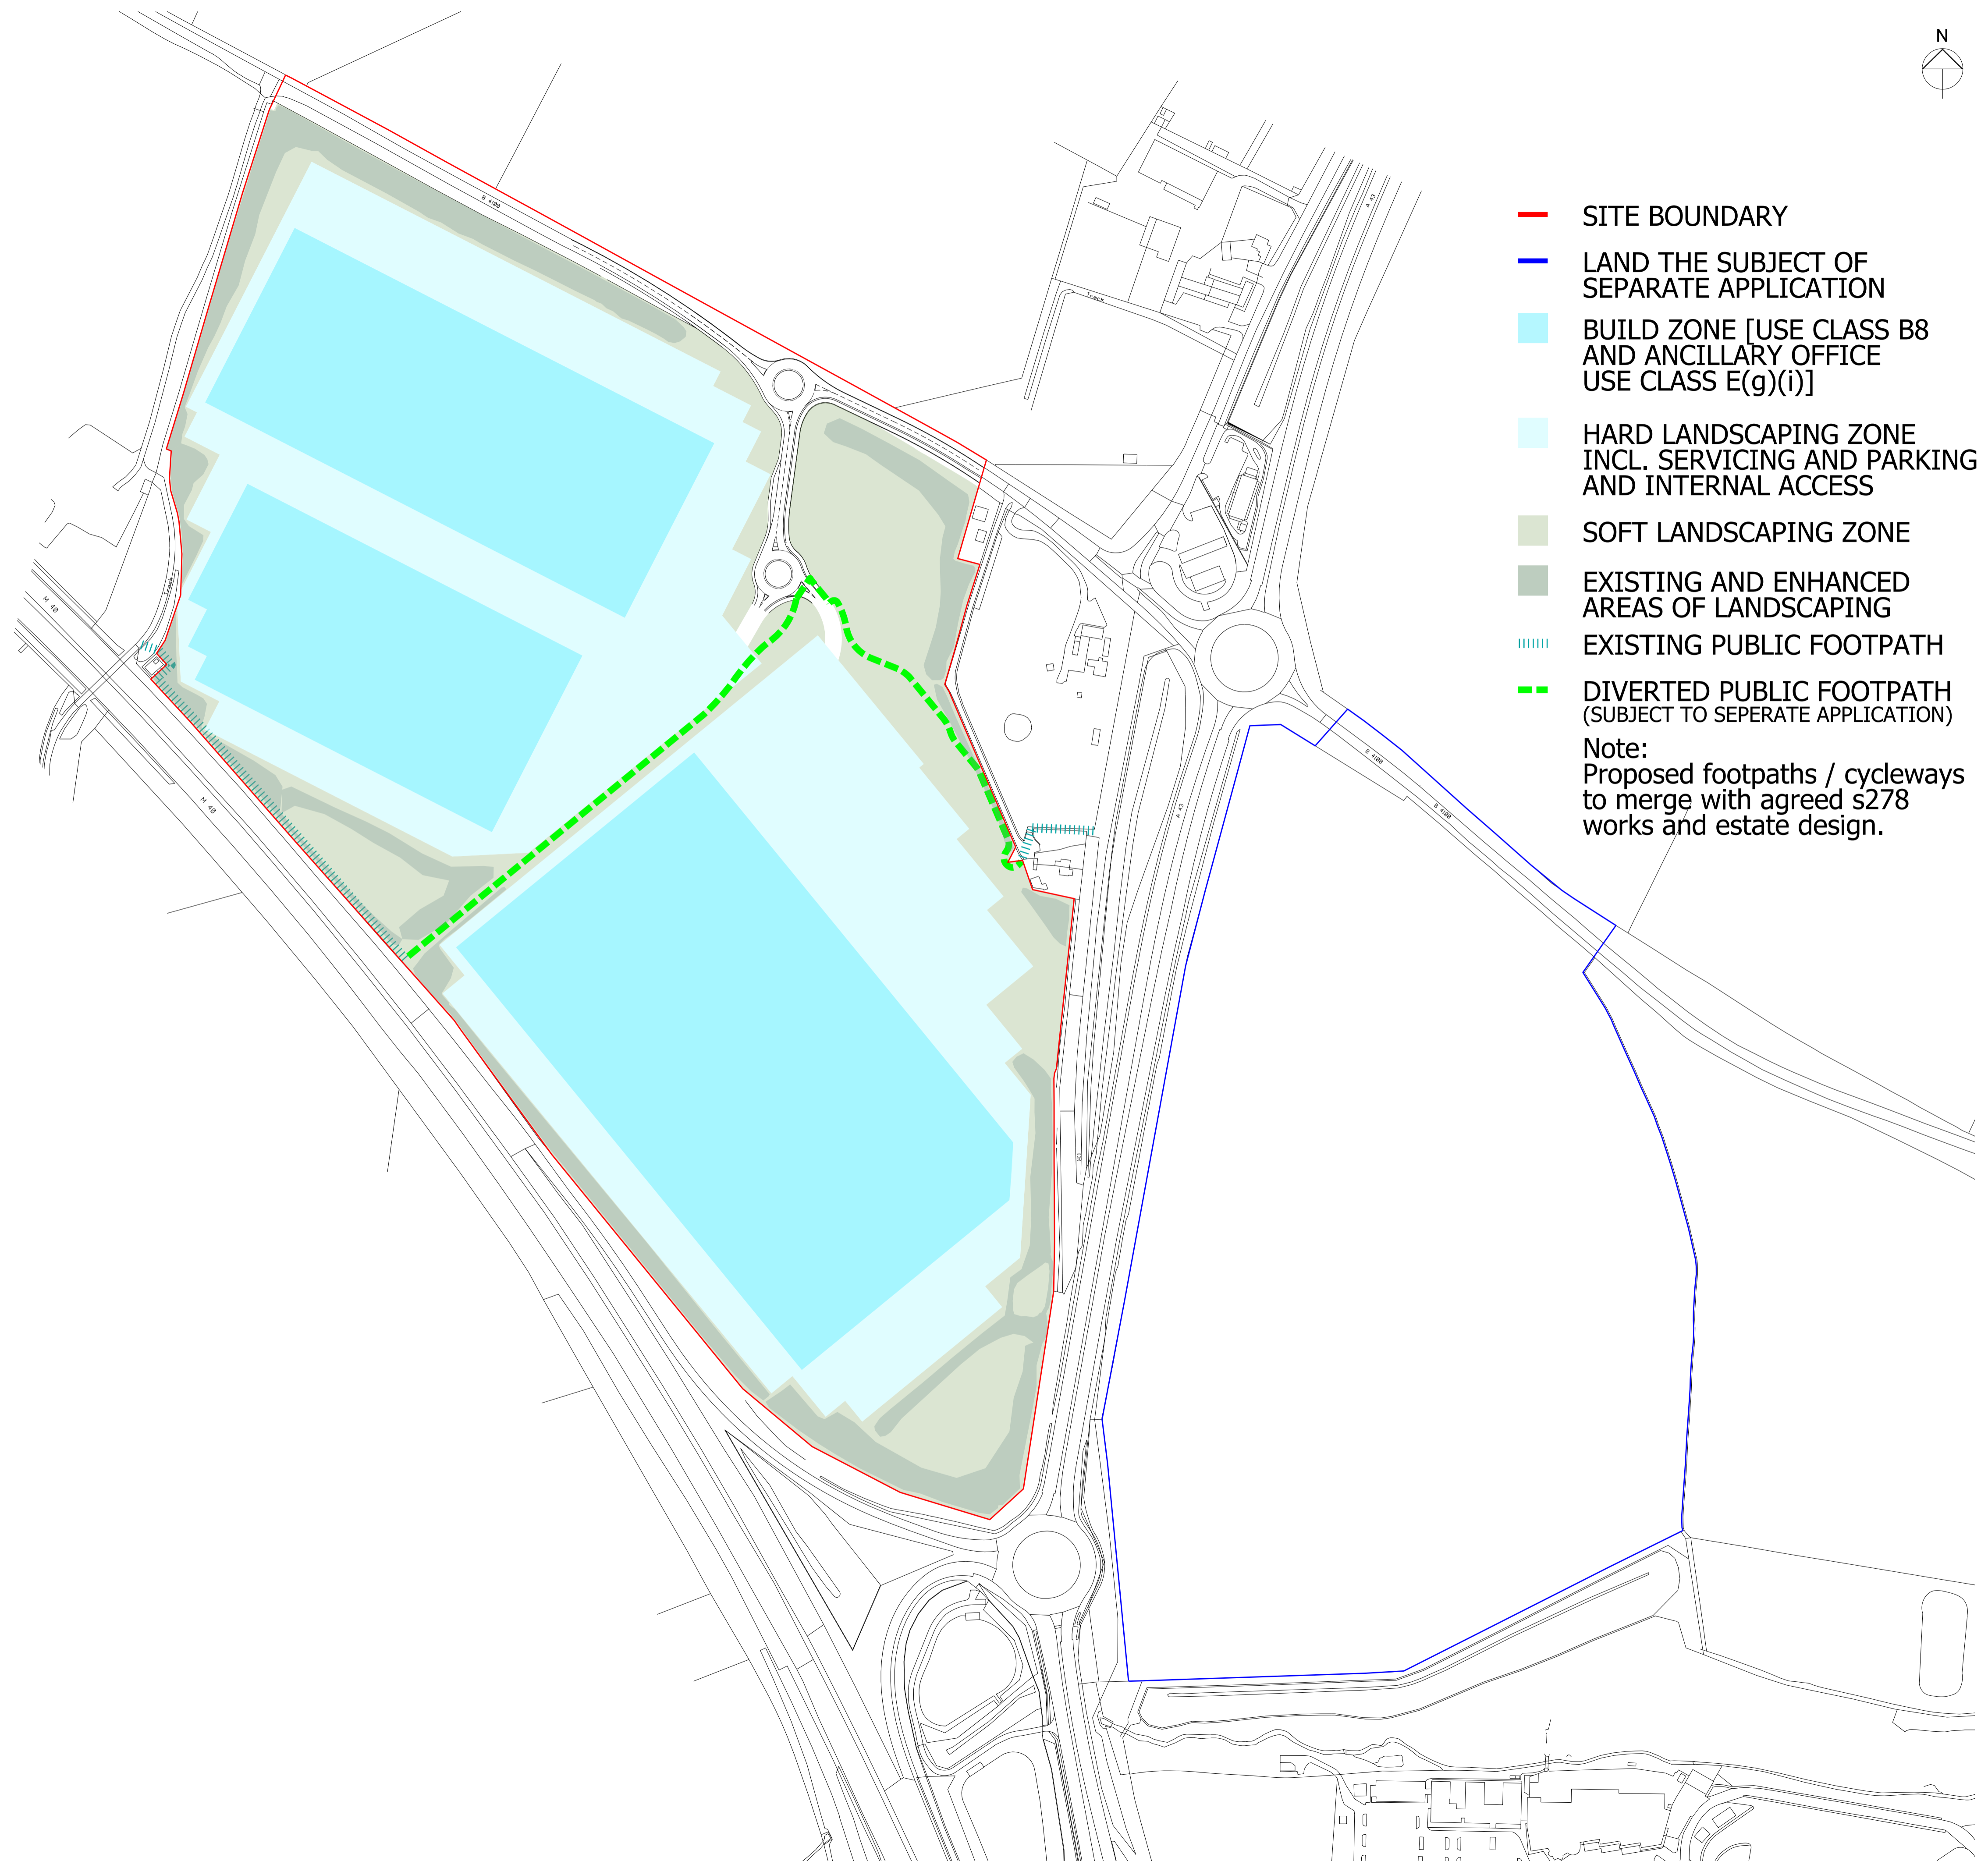 N
B 4100
A 43
SITE BOUNDARY
LAND THE SUBJECT OF
SEPARATE APPLICATION
Track
BUILD ZONE [USE CLASS B8
AND ANCILLARY OFFICE
USE CLASS E(g)(i)]
HARD LANDSCAPING ZONE
INCL. SERVICING AND PARKING
AND INTERNAL ACCESS
SOFT LANDSCAPING ZONE
EXISTING AND ENHANCED
AREAS OF LANDSCAPING
EXISTING PUBLIC FOOTPATH
DIVERTED PUBLIC FOOTPATH
(SUBJECT TO SEPERATE APPLICATION)
Note:
Proposed footpaths / cycleways
to merge with agreed s278
works and estate design.
Track
M 40
M 40
B 4100
B 4100
A 43